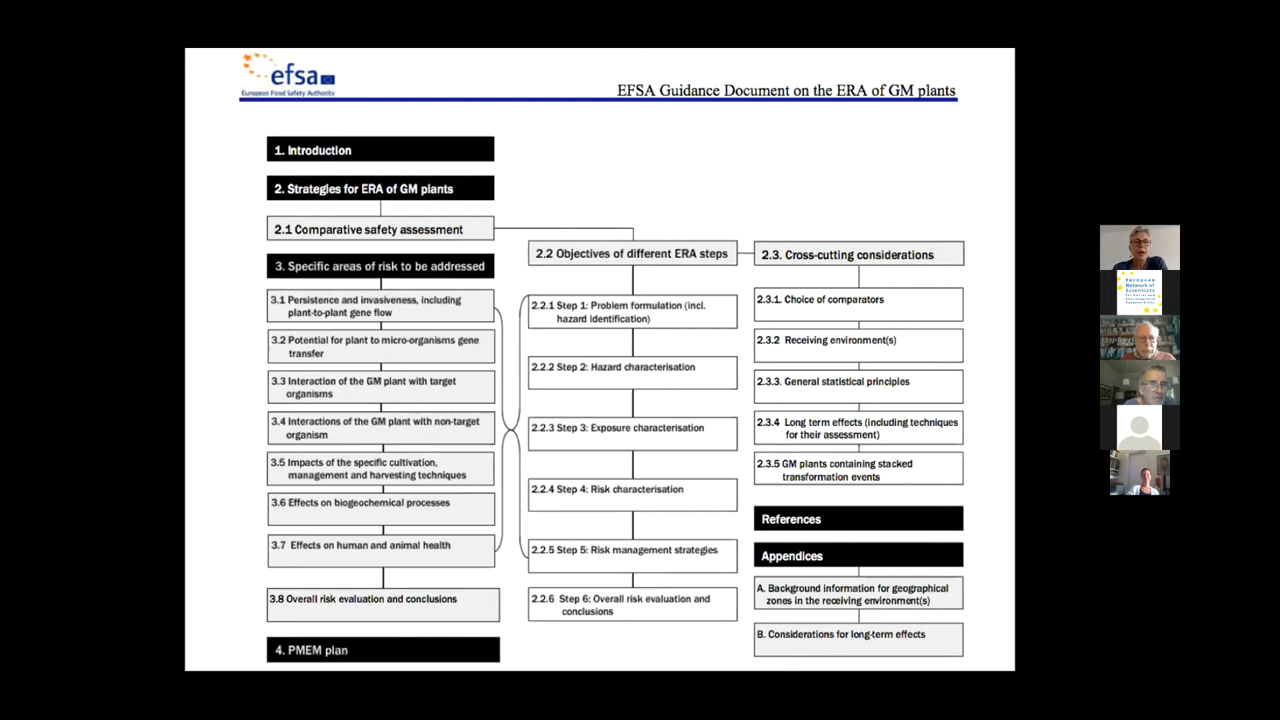 efsa
European Food Safety Authority
EFSA Guidance Document on the ERA of GM plants
1. Introduction
2. Strategies for ERA of GM plants
2.1 Comparative safety assessment
3. Specific areas of risk to be addressed
3.1 Persistence and invasiveness, including
plant-to-plant gene flow
3.2 Potential for plant to micro-organisms gene
transfer
3.3 Interaction of the GM plant with target
organisms
3.4 Interactions of the GM plant with non-target
organism
3.5 Impacts of the specific cultivation,
management and harvesting techniques
3.6 Effects on biogeochemical processes
3.7 Effects on human and animal health
3.8 Overall risk evaluation and conclusions
4. PMEM plan
2.2 Objectives of different ERA steps
2.2.1 Step 1: Problem formulation (incl.
hazard identification)
2.2.2 Step 2: Hazard characterisation
2.2.3 Step 3: Exposure characterisation
2.2.4 Step 4: Risk characterisation
2.2.5 Step 5: Risk management strategies
2.2.6 Step 6: Overall risk evaluation and
conclusions
2.3. Cross-cutting considerations
2.3.1. Choice of comparators
2.3.2 Receiving environment(s)
2.3.3. General statistical principles
2.3.4 Long term effects (including techniques
for their assessment)
2.3.5 GM plants containing stacked
transformation events
References
Appendices
A. Background information for geographical
zones in the receiving environment(s)
B. Considerations for long-term effects
European
Network of
Scientists
for Social and
Environmental
Responsibility